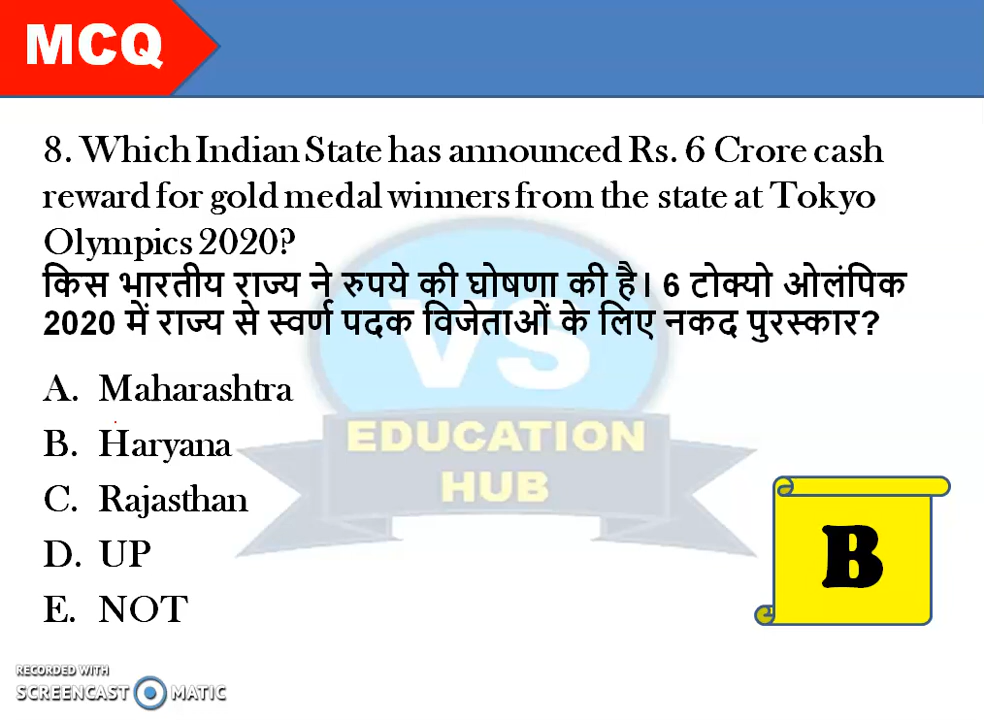 MCQ
8. Which Indian State has announced Rs. 6 Crore cash
reward for gold medal winners from the state at Tokyo
Olympics 2020?
किस भारतीय राज्य ने रुपये की घोषणा की है। 6 टोक्यो ओलंपिक
2020 में राज्य से स्वर्ण पदक विजेताओं के लिए नकद पुरस्कार?
VS
EDUCATION
HUB
A. Maharashtra
B. Haryana
C. Rajasthan
D. UP
E. NOT
B
RECORDED WITH
SCREENCAST MATIC